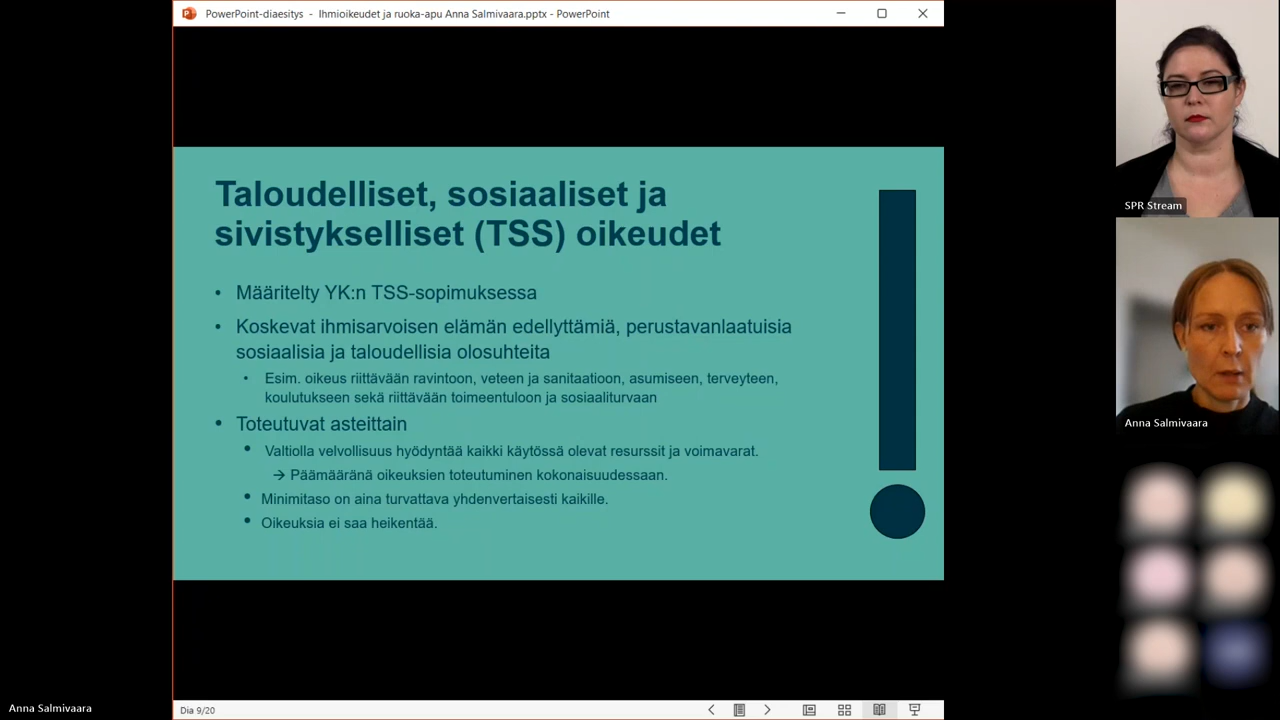 PowerPoint-diaesitys - Ihmioikeudet ja ruoka-apu Anna Salmivaara.pptx - PowerPoint
Taloudelliset, sosiaaliset ja
sivistykselliset (TSS) oikeudet
• Määritelty YK:n TSS-sopimuksessa
• Koskevat ihmisarvoisen elämän edellyttämiä, perustavanlaatuisia
sosiaalisia ja taloudellisia olosuhteita
• Esim. oikeus riittävään ravintoon, veteen ja sanitaatioon, asumiseen, terveyteen,
koulutukseen sekä riittävään toimeentuloon ja sosiaaliturvaan
• Toteutuvat asteittain
• Valtiolla velvollisuus hyödyntää kaikki käytössä olevat resurssit ja voimavarat.
→ Päämääränä oikeuksien toteutuminen kokonaisuudessaan.
• Minimitaso on aina turvattava yhdenvertaisesti kaikille.
• Oikeuksia ei saa heikentää.
SPR Stream
Anna Salmivaara
Anna Salmivaara
Dia 9/20